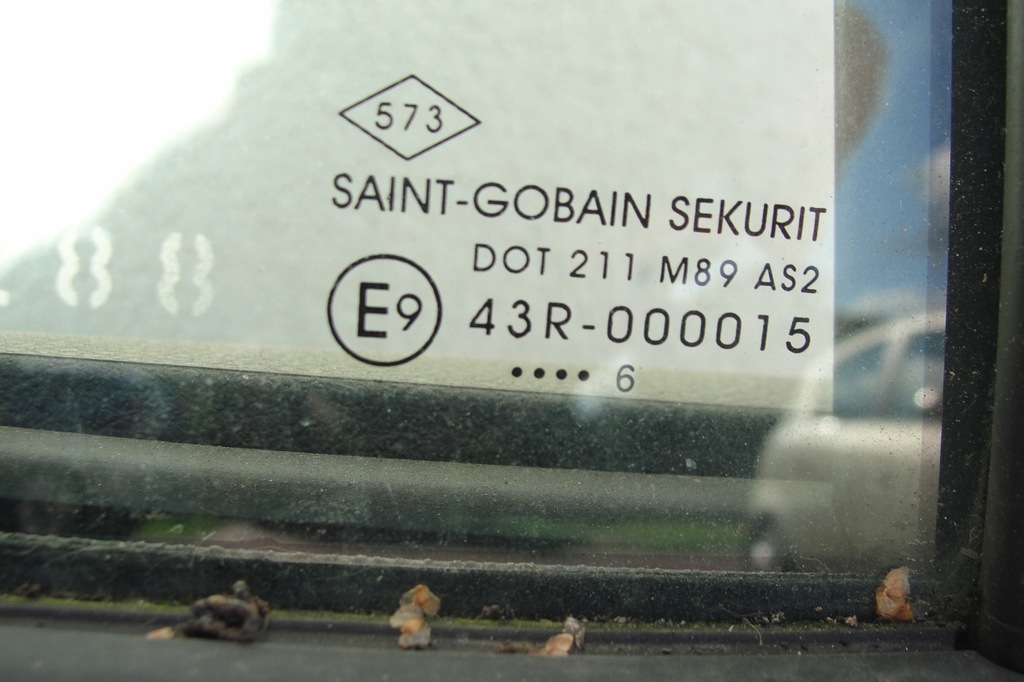 573
SAINT-GOBAIN SEKURIT
DOT 211 M89 AS2
E9 43R-000015
•••• 6